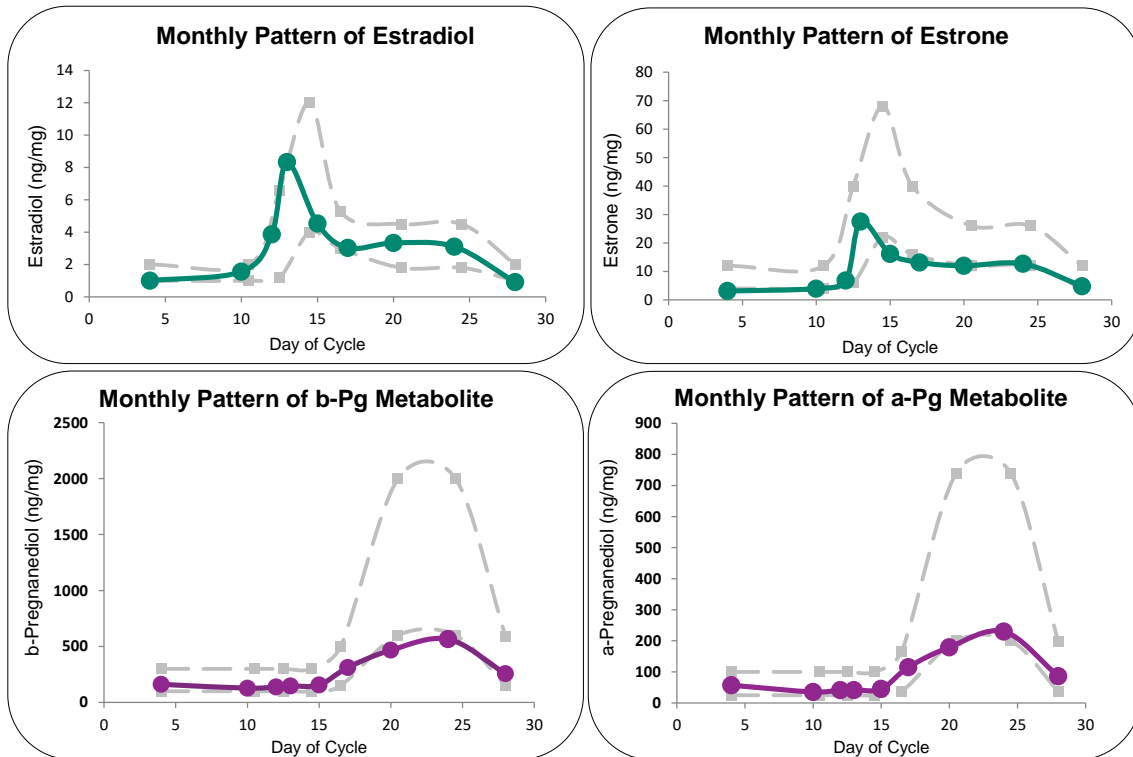 Monthly Pattern of Estradiol
14
12
10
8
6
4
2
0
Estradiol (ng/mg)
0 5 10 15 20 25 30
Day of Cycle
Monthly Pattern of Estrone
80
70
60
50
40
30
20
10
0
Estrone (ng/mg)
0 5 10 15 20 25 30
Day of Cycle
Monthly Pattern of b-Pg Metabolite
2500
2000
1500
1000
500
0
b-Pregnanediol (ng/mg)
0 5 10 15 20 25 30
Day of Cycle
Monthly Pattern of a-Pg Metabolite
900
800
700
600
500
400
300
200
100
0
a-Pregnanediol (ng/mg)
0 5 10 15 20 25 30
Day of Cycle